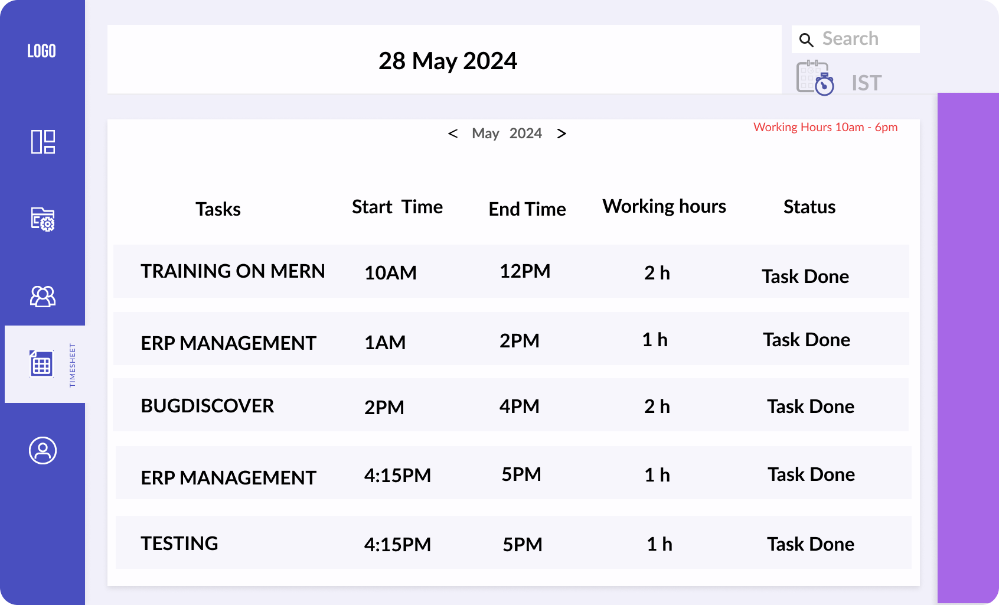 LOGO
28 May 2024
Search
IST
< May 2024 >
Working Hours 10am - 6pm
Tasks Start Time End Time Working hours Status
TRAINING ON MERN 10AM 12PM 2 h Task Done
ERP MANAGEMENT 1AM 2PM 1 h Task Done
TIMESHEET
BUGDISCOVER 2PM 4PM 2 h Task Done
ERP MANAGEMENT 4:15PM 5PM 1 h Task Done
TESTING 4:15PM 5PM 1 h Task Done